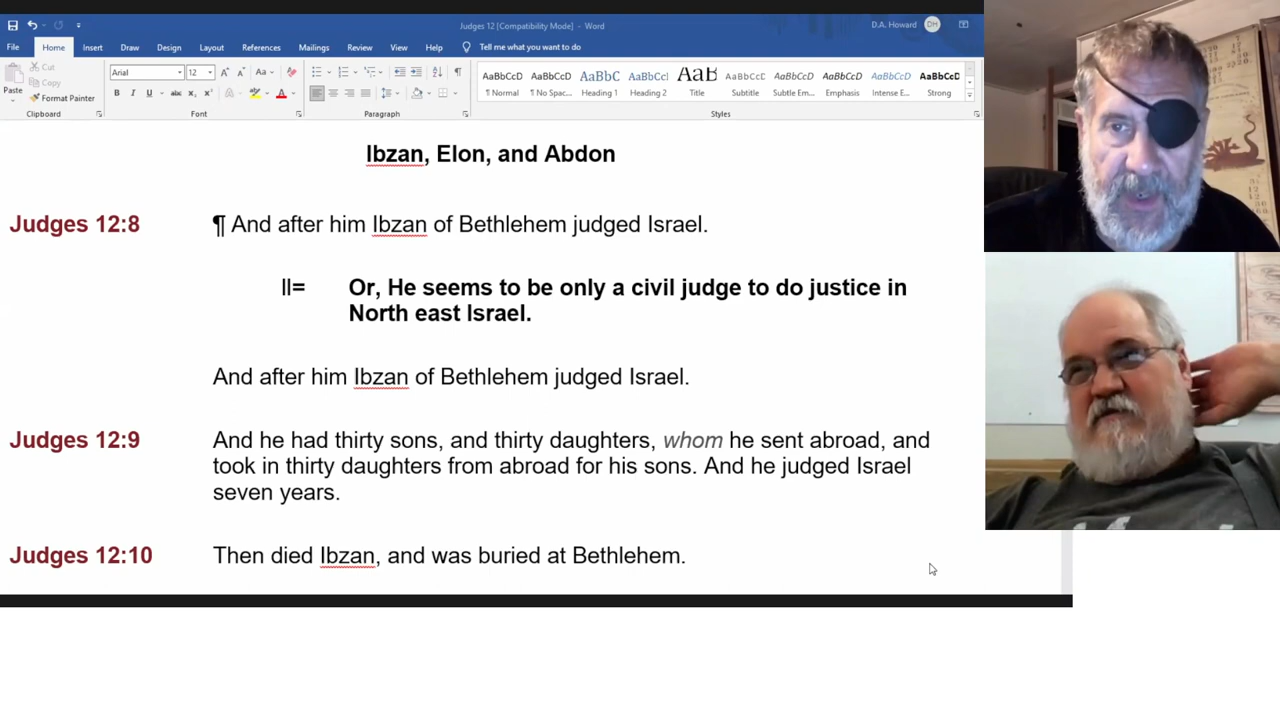 Judges 12 [Compatibility Mode] - Word
D.A. Howard
DH
File Home Insert Draw Design Layout References Mailings Review View Help Tell me what you want to do
Paste
Cut
Copy
Format Painter
Arial 12
AaBbCcD AaBbCcD AaBbC AaBbCcI AaB AaBbCcD AaBbCcD AaBbCcD AaBbCcD AaBbCcD
¶ Normal ¶ No Spac... Heading 1 Heading 2 Title Subtitle Subtle Em... Emphasis Intense E... Strong
Clipboard Font Paragraph Styles
Ibzan, Elon, and Abdon
Judges 12:8 ¶ And after him Ibzan of Bethlehem judged Israel.
||= Or, He seems to be only a civil judge to do justice in
North east Israel.
And after him Ibzan of Bethlehem judged Israel.
Judges 12:9 And he had thirty sons, and thirty daughters, whom he sent abroad, and
took in thirty daughters from abroad for his sons. And he judged Israel
seven years.
Judges 12:10 Then died Ibzan, and was buried at Bethlehem.